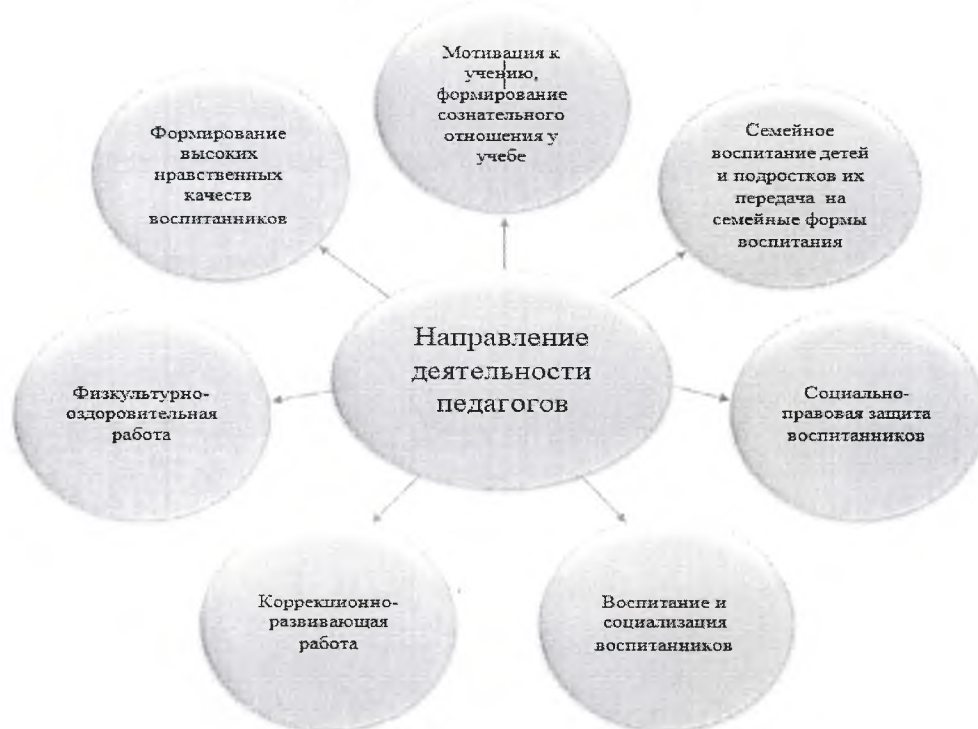 Мотивация к
учению,
формирование
сознательного
отношения у
учебе
Формирование
высоких
нравственных
качеств
воспитанников
Семейное
воспитание детей
и подростков их
передача на
семейные формы
воспитания
Направление
деятельности
педагогов
Физкультурно-
оздоровительная
работа
Социально-
правовая защита
воспитанников
Коррекционно-
развивающая
работа
Воспитание и
социализация
воспитанников